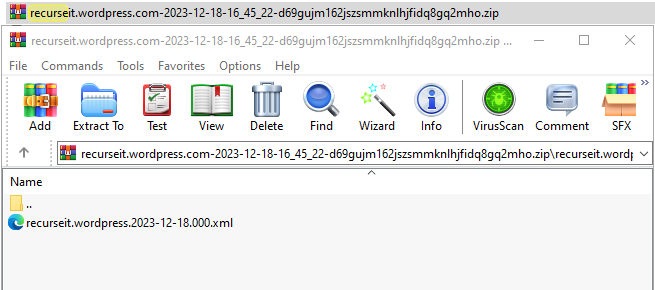 recurseit.wordpress.com-2023-12-18-16_45_22-d69gujm162jszsmmknlhjfidq8gq2mho.zip
recurseit.wordpress.com-2023-12-18-16_45_22-d69gujm162jszsmmknlhjfidq8gq2mho.zip ...
File Commands Tools Favorites Options Help
Add Extract To Test View Delete Find Wizard Info VirusScan Comment SFX
recurseit.wordpress.com-2023-12-18-16_45_22-d69gujm162jszsmmknlhjfidq8gq2mho.zip\recurseit.wordp
Name
..
recurseit.wordpress.2023-12-18.000.xml